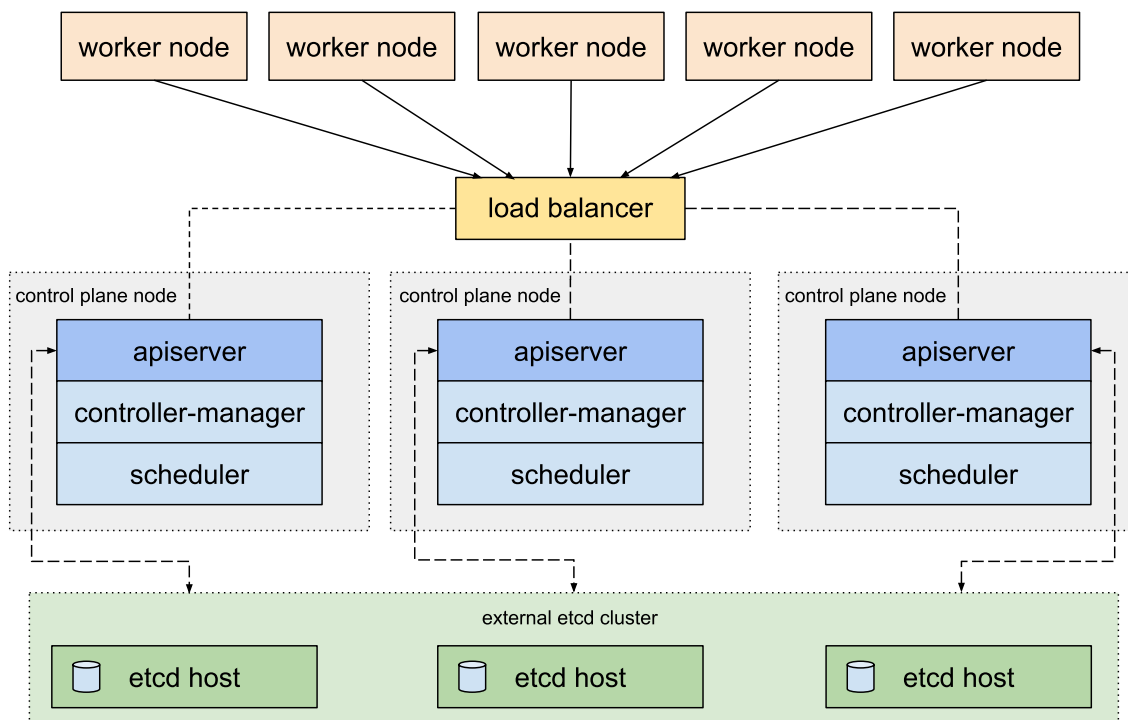 worker node
worker node
worker node
worker node
worker node
load balancer
control plane node
apiserver
controller-manager
scheduler
control plane node
apiserver
controller-manager
scheduler
control plane node
apiserver
controller-manager
scheduler
external etcd cluster
etcd host
etcd host
etcd host